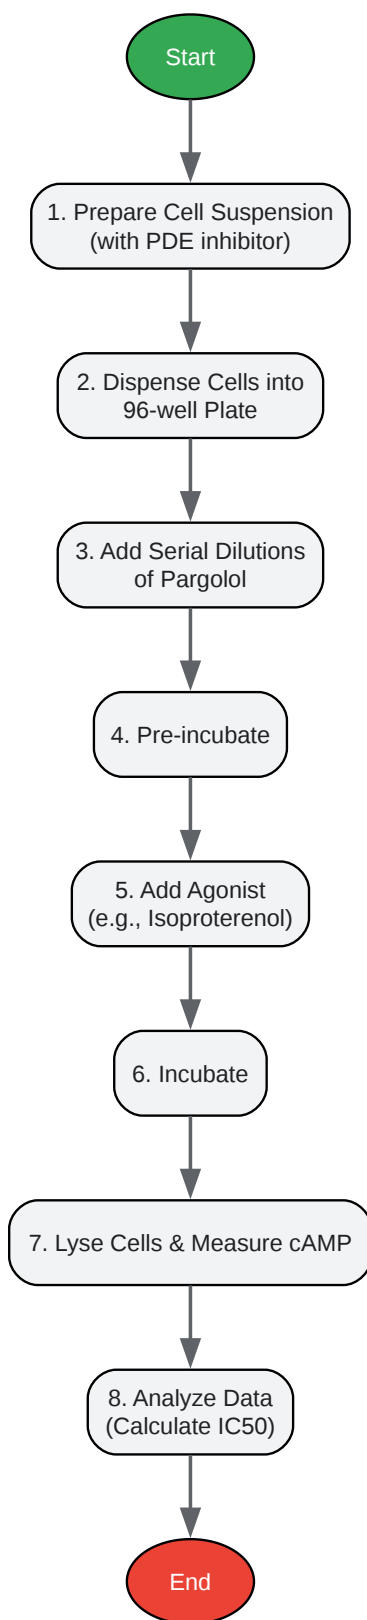 Start
1. Prepare Cell Suspension
(with PDE inhibitor)
2. Dispense Cells into
96-well Plate
3. Add Serial Dilutions
of Pargolol
4. Pre-incubate
5. Add Agonist
(e.g., Isoproterenol)
6. Incubate
7. Lyse Cells & Measure cAMP
8. Analyze Data
(Calculate IC50)
End